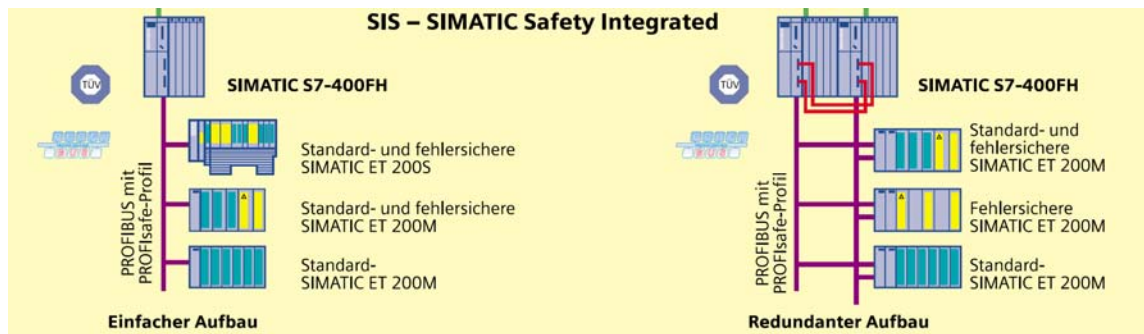 SIS – SIMATIC Safety Integrated
TÜV
SIMATIC S7-400FH
Standard- und fehlersichere
SIMATIC ET 200S
Standard- und fehlersichere
SIMATIC ET 200M
Standard-
SIMATIC ET 200M
PROFIBUS mit
PROFIsafe-Profil
Einfacher Aufbau
TÜV
SIMATIC S7-400FH
Standard- und
fehlersichere
SIMATIC ET 200M
Fehlersichere
SIMATIC ET 200M
Standard-
SIMATIC ET 200M
PROFIBUS mit
PROFIsafe-Profil
Redundanter Aufbau